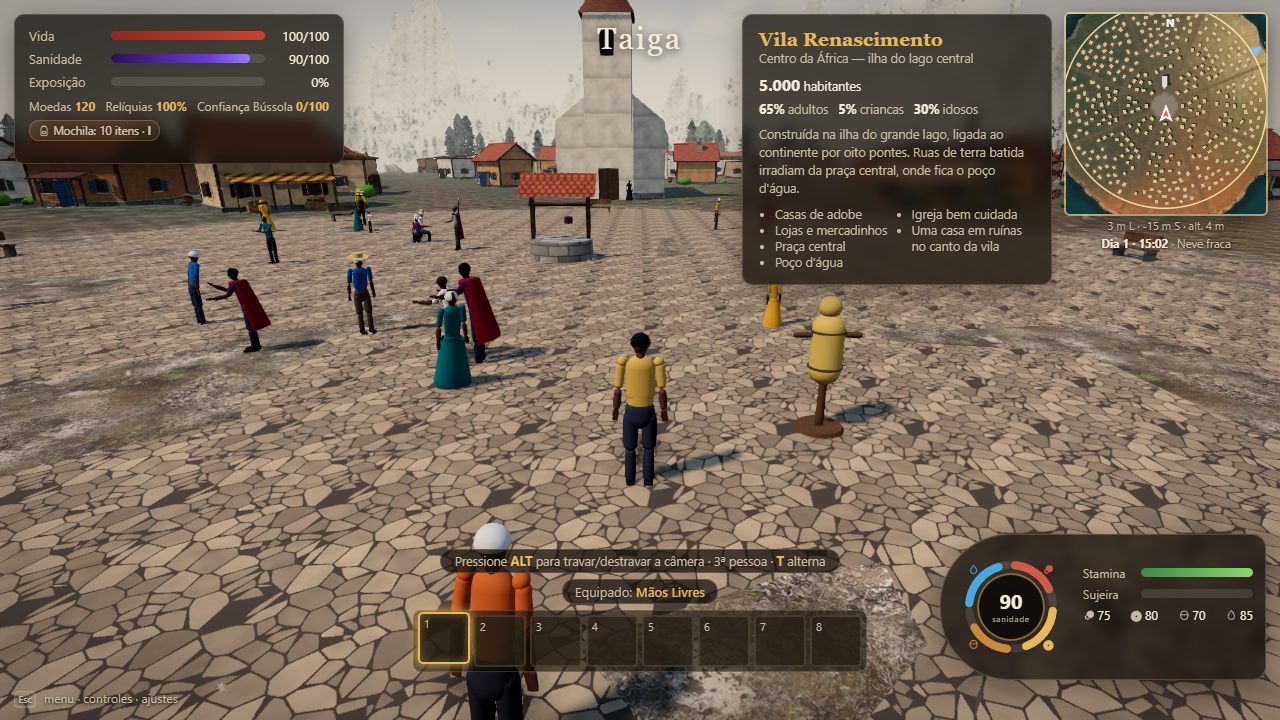 Vida 100/100
Sanidade 90/100
Exposição 0%
Moedas 120 Relíquias 100% Confiança Bússola 0/100
Mochila: 10 itens · I
Taiga
Vila Renascimento
Centro da África — ilha do lago central
5.000 habitantes
65% adultos 5% criancas 30% idosos
Construída na ilha do grande lago, ligada ao
continente por oito pontes. Ruas de terra batida
irradiam da praça central, onde fica o poço
d'água.
• Casas de adobe
• Lojas e mercadinhos
• Praça central
• Poço d'água
• Igreja bem cuidada
• Uma casa em ruínas
no canto da vila
N
3 m L · -15 m S · alt. 4 m
Dia 1 · 15:02 · Neve fraca
Pressione ALT para travar/destravar a câmera · 3ª pessoa · T alterna
Equipado: Mãos Livres
1 2 3 4 5 6 7 8
90
sanidade
Stamina
Sujeira
75 80 70 85
Esc menu · controles · ajustes